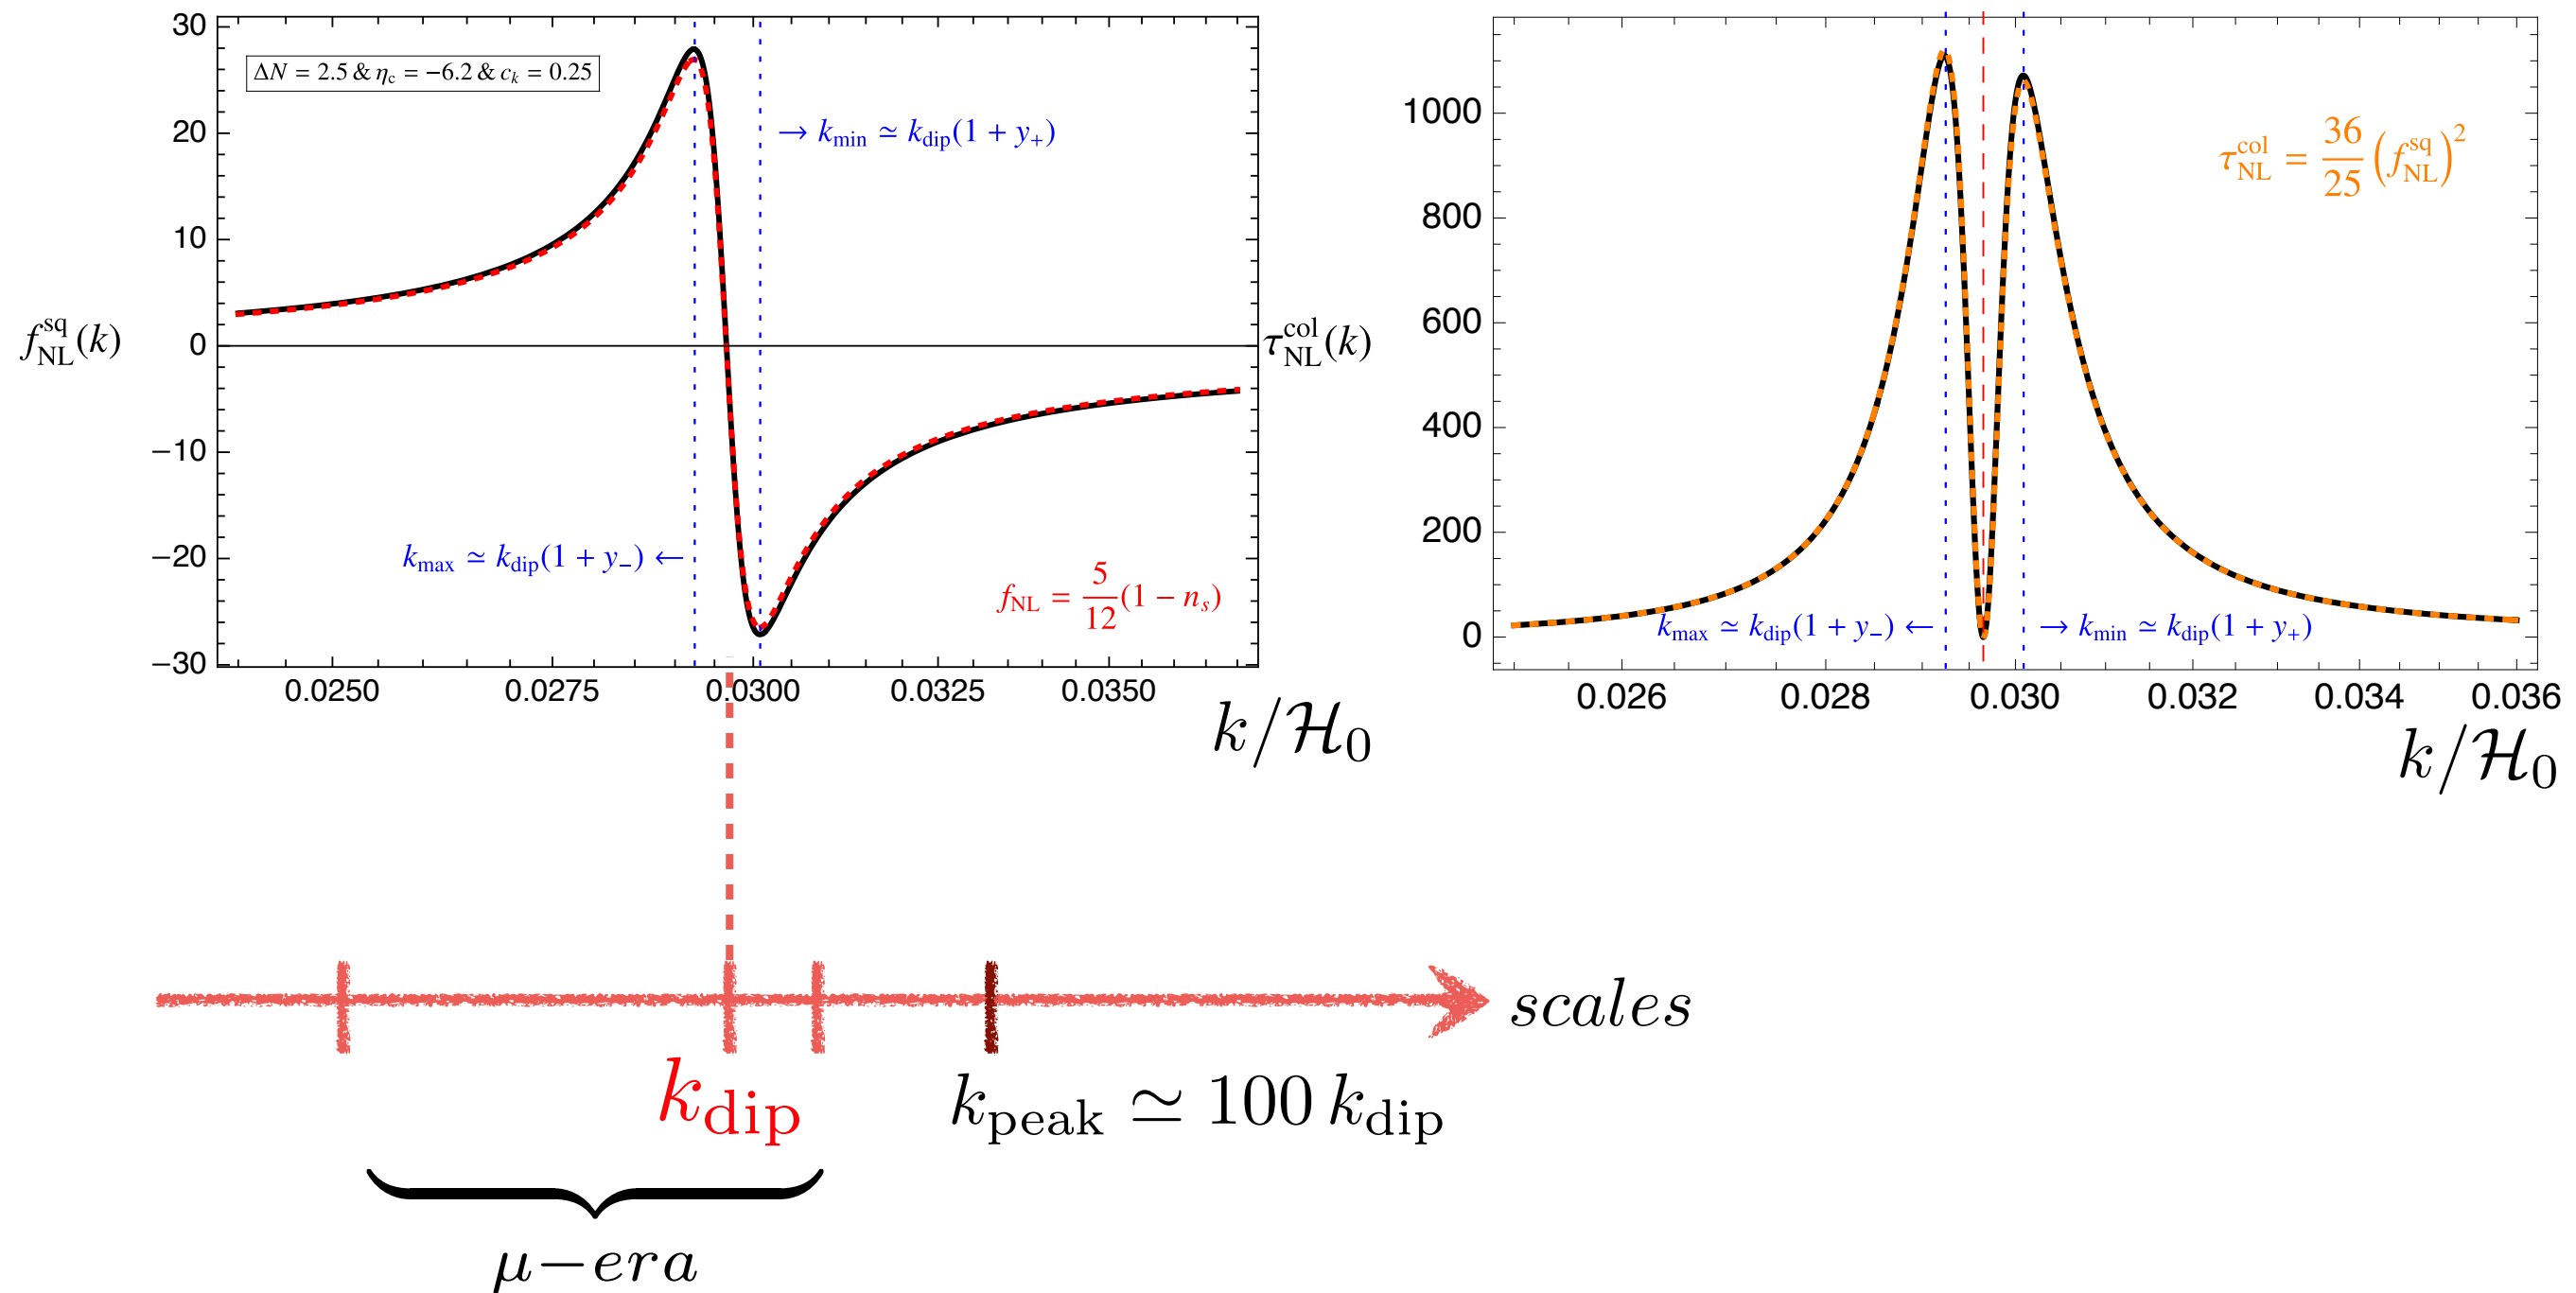 30
20
10
0
−10
−20
−30
f_NL^sq(k)
ΔN = 2.5 & η_c = −6.2 & c_k = 0.25
→ k_min ≃ k_dip(1 + y_+)
k_max ≃ k_dip(1 + y_−) ←
f_NL = 5/12 (1 − n_s)
0.0250 0.0275 0.0300 0.0325 0.0350
k/ℋ_0
1000
800
600
400
200
0
τ_NL^col(k)
τ_NL^col = 36/25 (f_NL^sq)^2
k_max ≃ k_dip(1 + y_−) ← → k_min ≃ k_dip(1 + y_+)
0.026 0.028 0.030 0.032 0.034 0.036
k/ℋ_0
scales
k_dip
k_peak ≃ 100 k_dip
μ−era